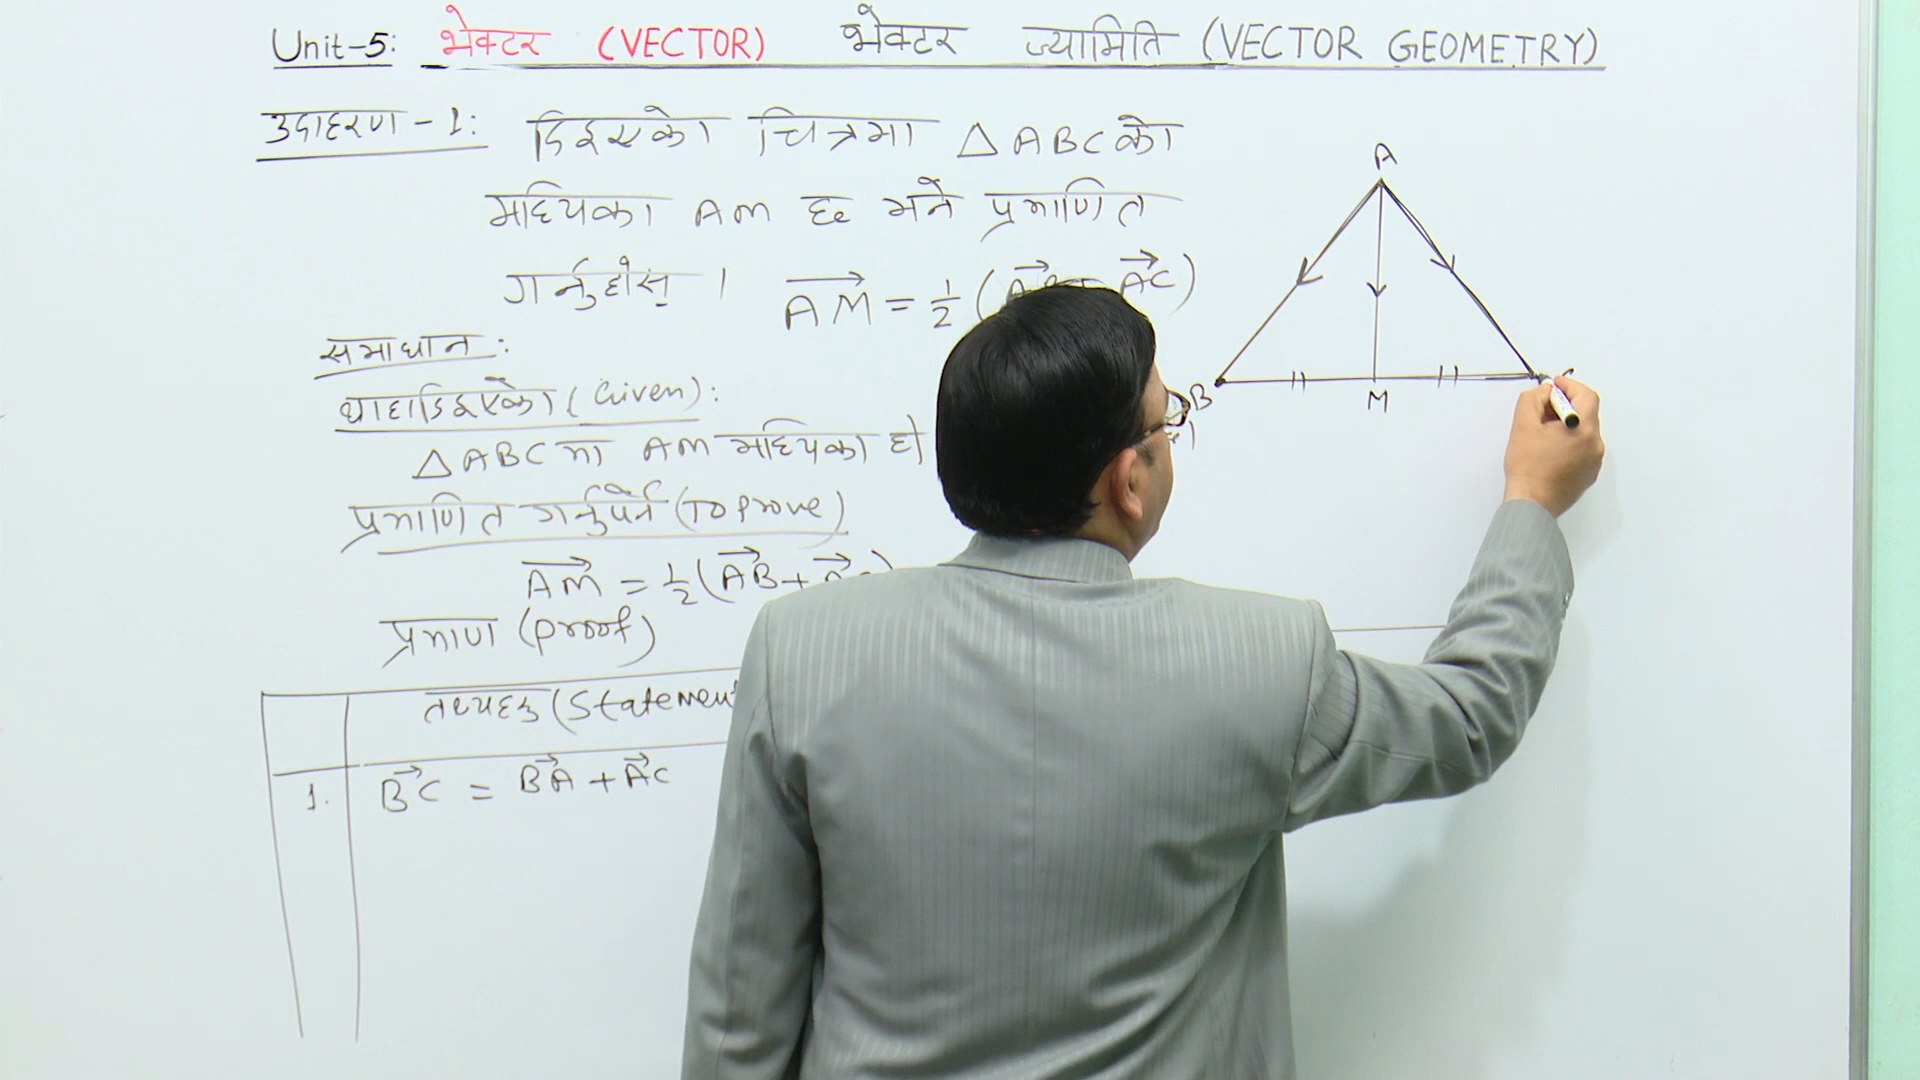 Unit-5: भेक्टर (VECTOR) भेक्टर ज्यामिति (VECTOR GEOMETRY)
उदाहरण-1: दिइएको चित्रमा △ABCको
मध्यिका AM छ भने प्रमाणित
गर्नुहोस् । AM→ = 1/2 ( AC→)
समाधान:
थाहादिइएको (Given):
△ABC मा AM मध्यिका हो
प्रमाणित गर्नुपर्ने (To prove)
AM→ = 1/2 (AB→ +
प्रमाण (proof)
तथ्यहरु (Statement
1. BC→ = BA→ + AC→
A
B
M